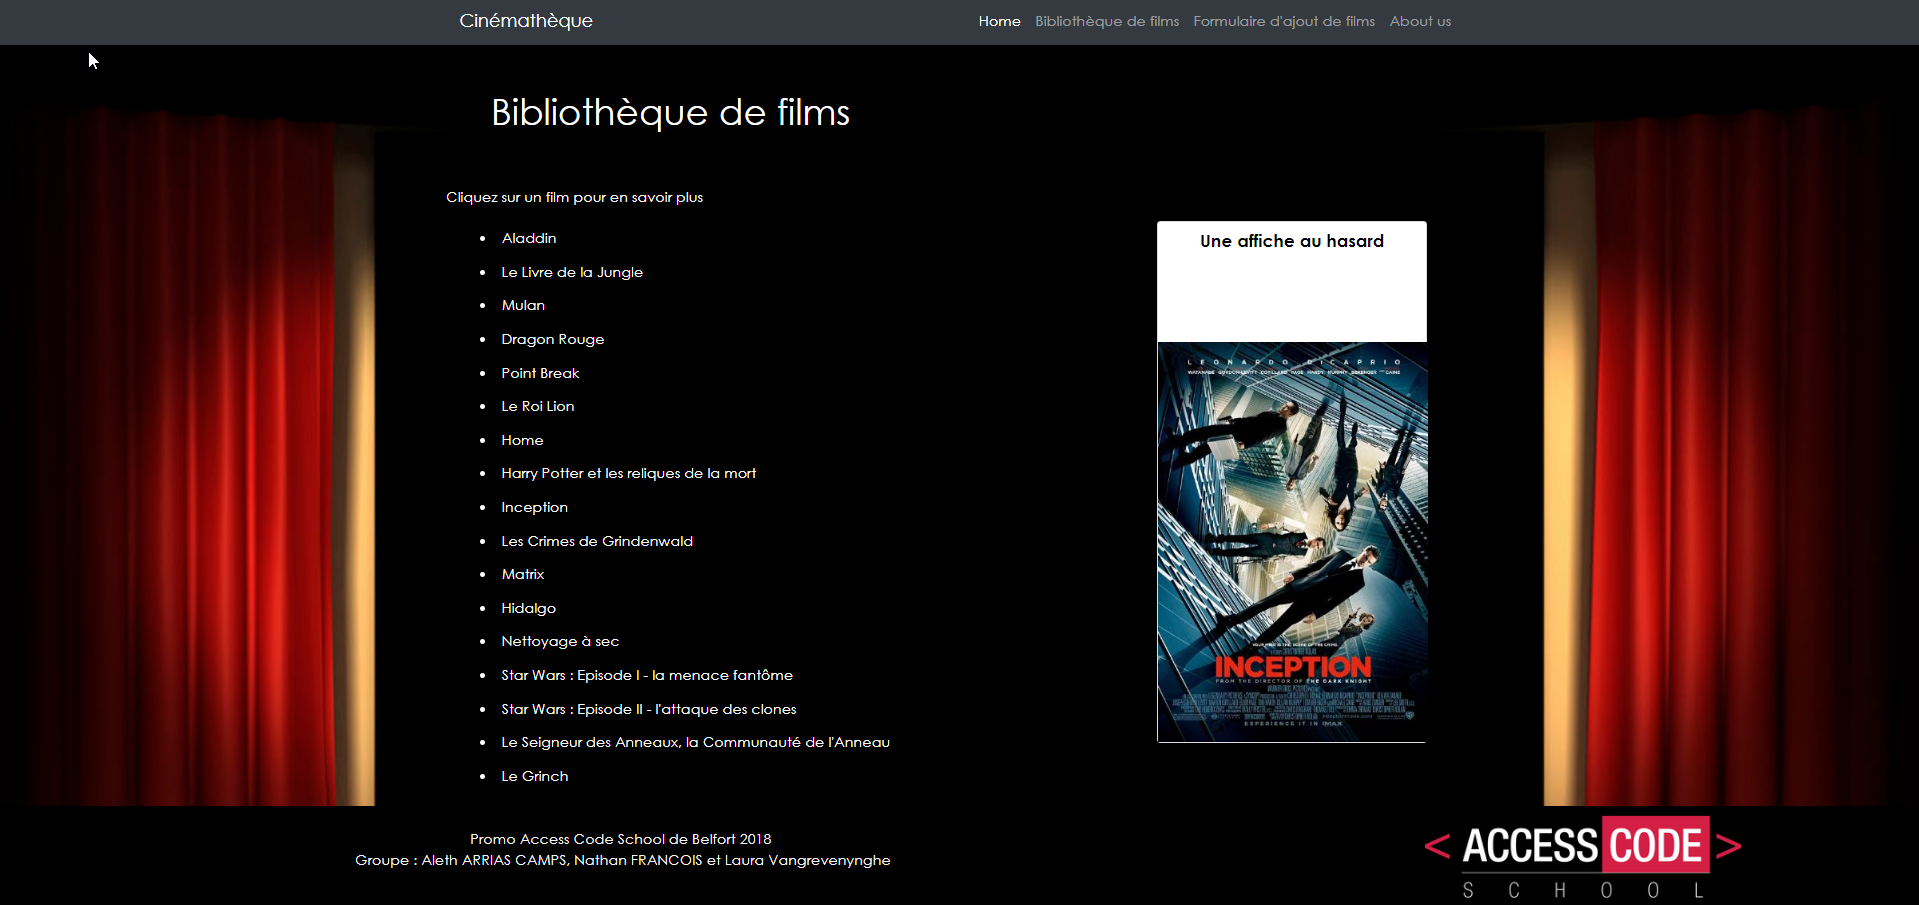 Cinémathèque
Home Bibliothèque de films Formulaire d'ajout de films About us
Bibliothèque de films
Cliquez sur un film pour en savoir plus
Aladdin
Le Livre de la Jungle
Mulan
Dragon Rouge
Point Break
Le Roi Lion
Home
Harry Potter et les reliques de la mort
Inception
Les Crimes de Grindenwald
Matrix
Hidalgo
Nettoyage à sec
Star Wars : Episode I - la menace fantôme
Star Wars : Episode II - l'attaque des clones
Le Seigneur des Anneaux, la Communauté de l'Anneau
Le Grinch
Une affiche au hasard
LEONARDO DICAPRIO
INCEPTION
FROM THE DIRECTOR OF THE DARK KNIGHT
EXPERIENCE IT IN IMAX
Promo Access Code School de Belfort 2018
Groupe : Aleth ARRIAS CAMPS, Nathan FRANCOIS et Laura Vangrevenynghe
< ACCESS CODE >
SCHOOL